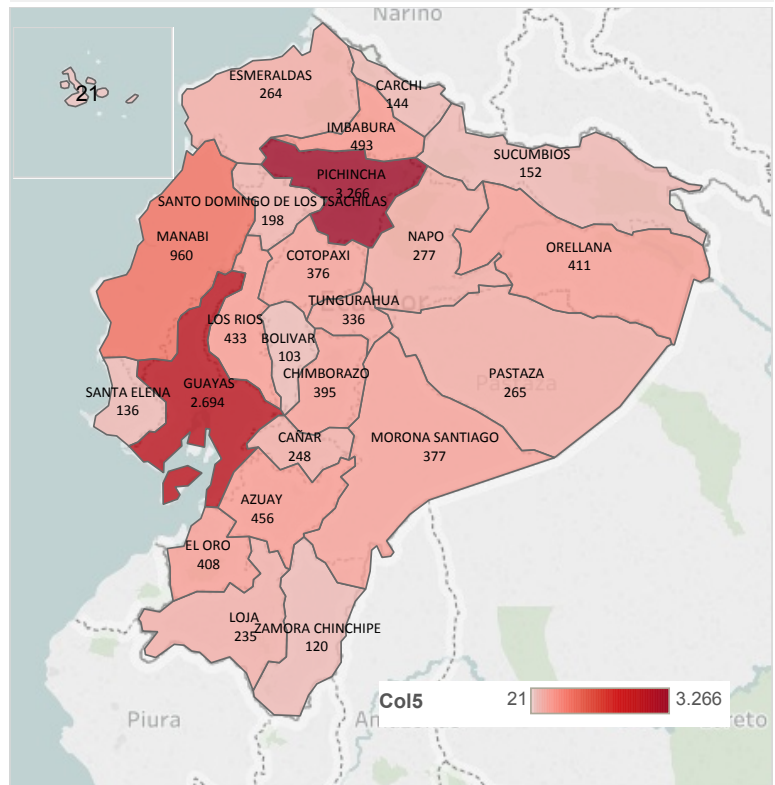 Nariño
21
ESMERALDAS
264
CARCHI
144
IMBABURA
493
SUCUMBIOS
152
PICHINCHA
3.266
SANTO DOMINGO DE LOS TSACHILAS
198
MANABI
960
NAPO
277
ORELLANA
411
COTOPAXI
376
Ecuador
TUNGURAHUA
336
LOS RIOS
433
BOLIVAR
103
CHIMBORAZO
395
PASTAZA
265
Pastaza
SANTA ELENA
136
GUAYAS
2.694
CAÑAR
248
MORONA SANTIAGO
377
AZUAY
456
EL ORO
408
LOJA
235
ZAMORA CHINCHIPE
120
Col5
21
3.266
Piura